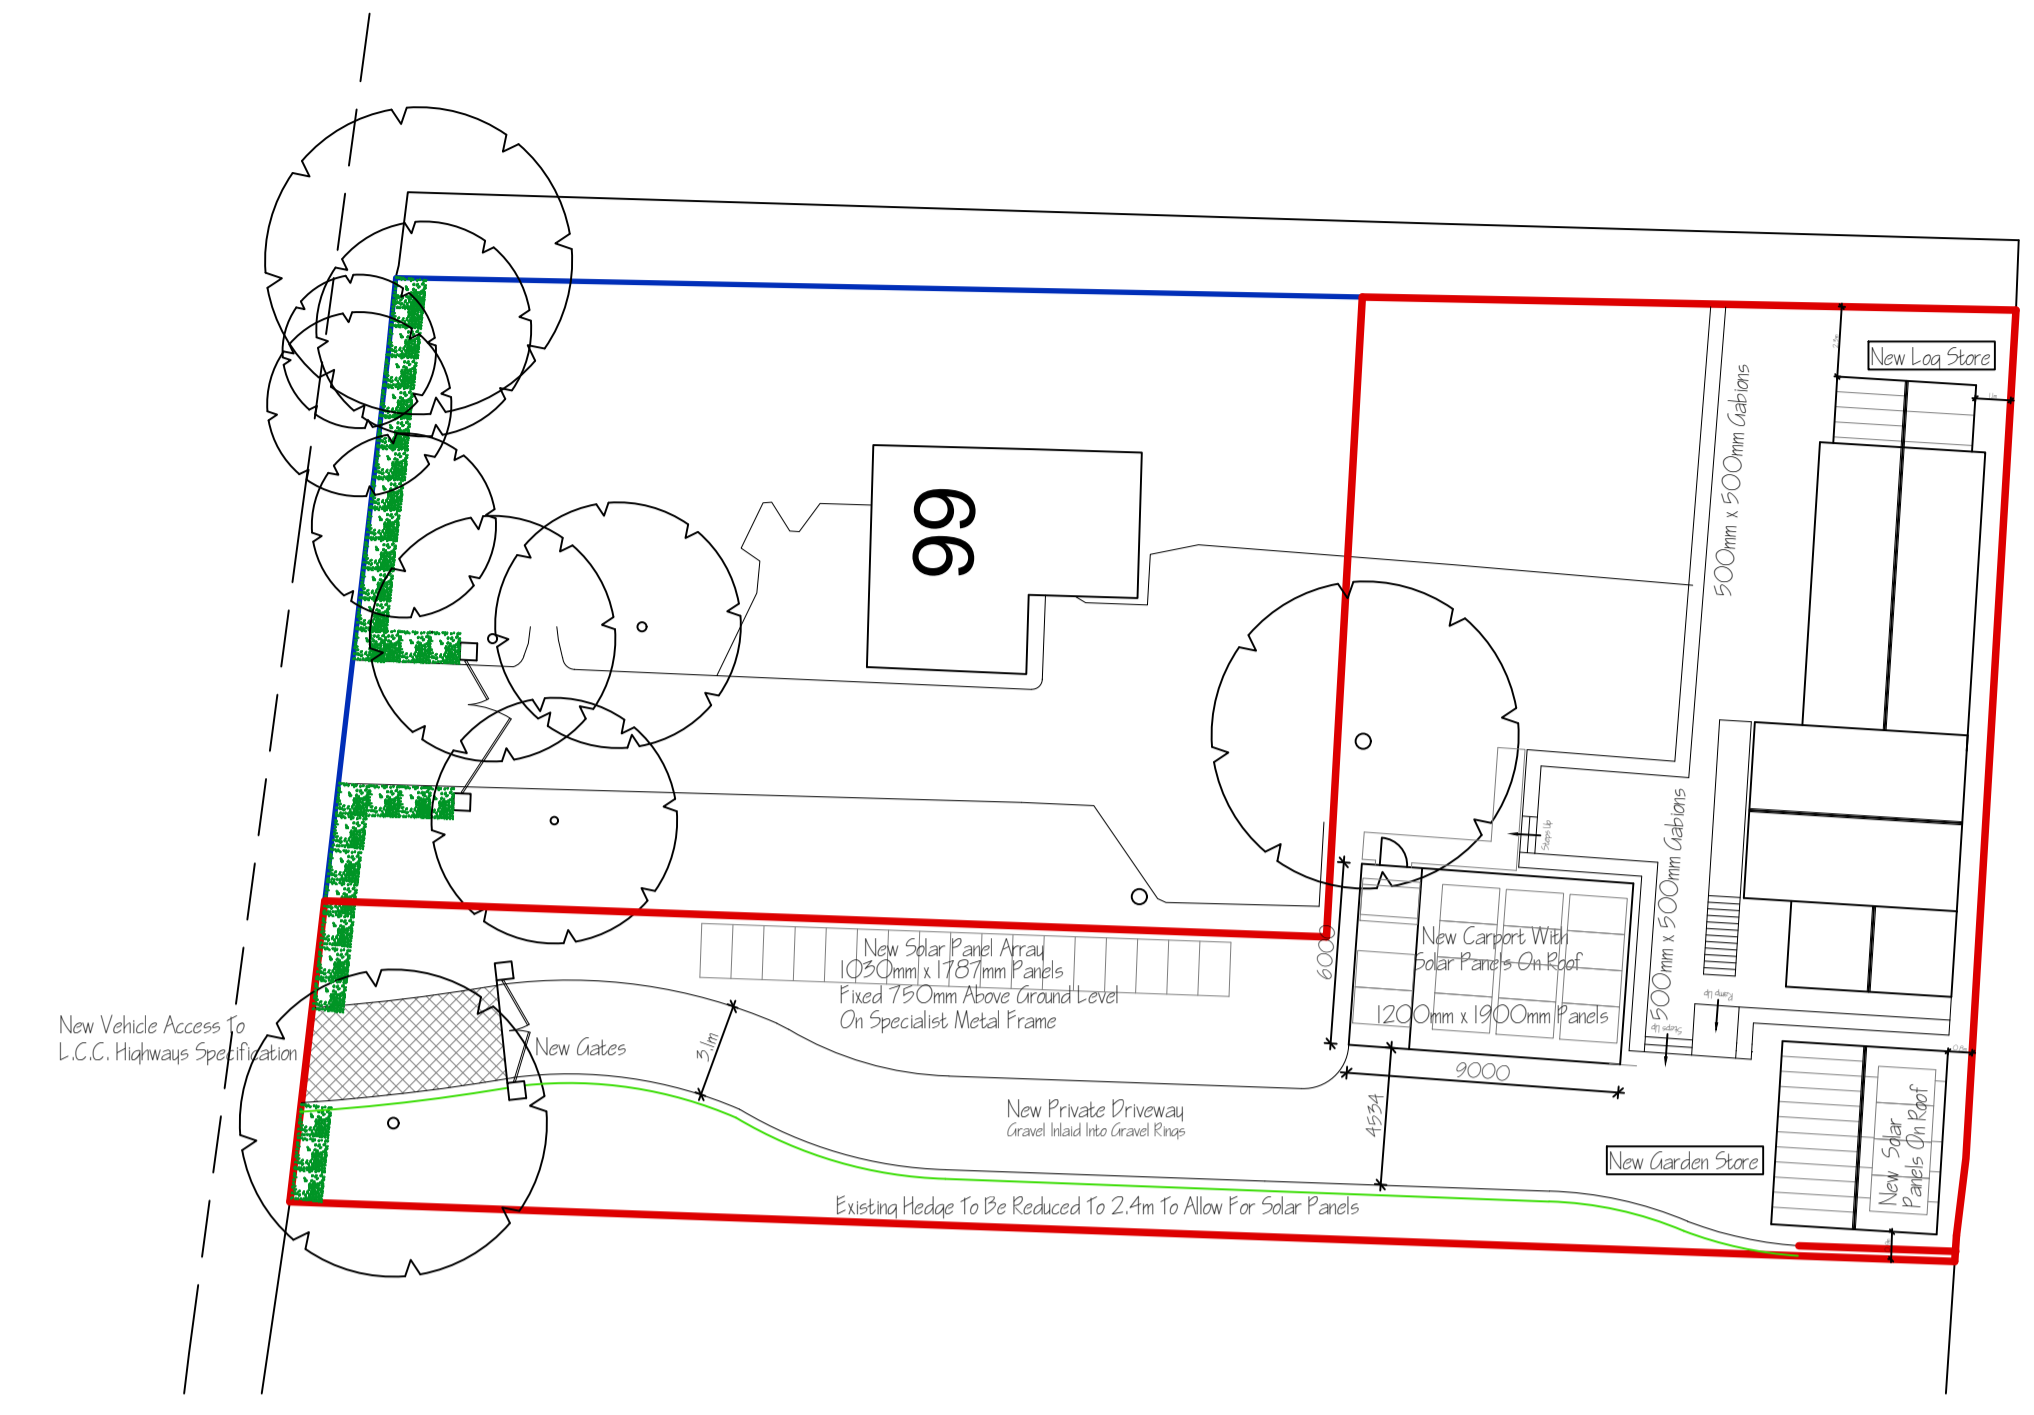 New Log Store
500mm x 500mm Gabions
99
Steps Up
500mm x 500mm Gabions
New Solar Panel Array
1030mm x 1787mm Panels
Fixed 750mm Above Ground Level
On Specialist Metal Frame
6000
New Carport With
Solar Panels On Roof
1200mm x 1900mm Panels
Ramp Up
Steps Up
New Vehicle Access To
L.C.C. Highways Specification
New Gates
3.1m
9000
4534
New Private Driveway
Gravel Inlaid Into Gravel Rings
New Garden Store
New Solar
Panels On Roof
Existing Hedge To Be Reduced To 2.4m To Allow For Solar Panels